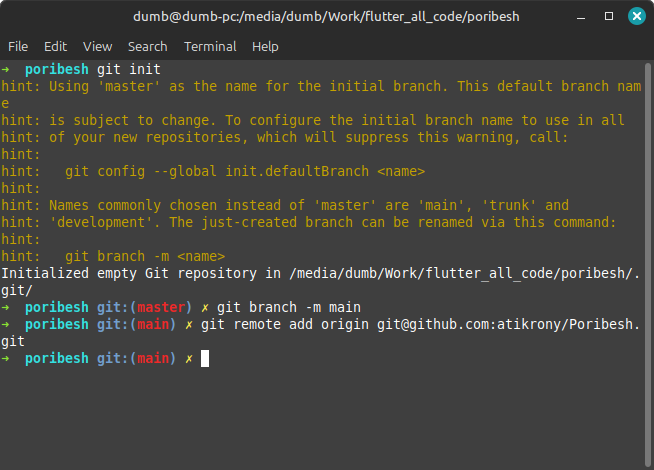 dumb@dumb-pc:/media/dumb/Work/flutter_all_code/poribesh
File Edit View Search Terminal Help
➜  poribesh git init
hint: Using 'master' as the name for the initial branch. This default branch nam
e
hint: is subject to change. To configure the initial branch name to use in all
hint: of your new repositories, which will suppress this warning, call:
hint:
hint:   git config --global init.defaultBranch <name>
hint:
hint: Names commonly chosen instead of 'master' are 'main', 'trunk' and
hint: 'development'. The just-created branch can be renamed via this command:
hint:
hint:   git branch -m <name>
Initialized empty Git repository in /media/dumb/Work/flutter_all_code/poribesh/.
git/
➜  poribesh git:(master) ✗ git branch -m main
➜  poribesh git:(main) ✗ git remote add origin git@github.com:atikrony/Poribesh.
git
➜  poribesh git:(main) ✗